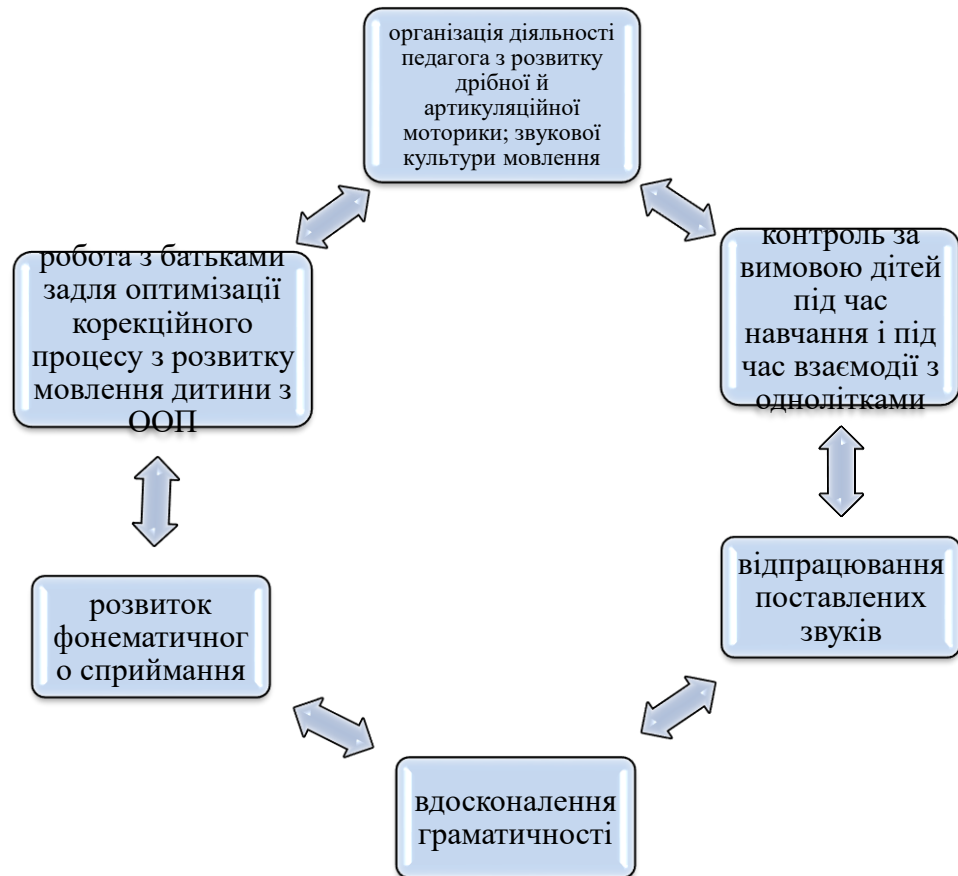 організація діяльності
педагога з розвитку
дрібної й
артикуляційної
моторики; звукової
культури мовлення
контроль за
вимовою дітей
під час
навчання і під
час взаємодії з
однолітками
відпрацювання
поставлених
звуків
вдосконалення
граматичності
розвиток
фонематичног
о сприймання
робота з батьками
задля оптимізації
корекційного
процесу з розвитку
мовлення дитини з
ООП